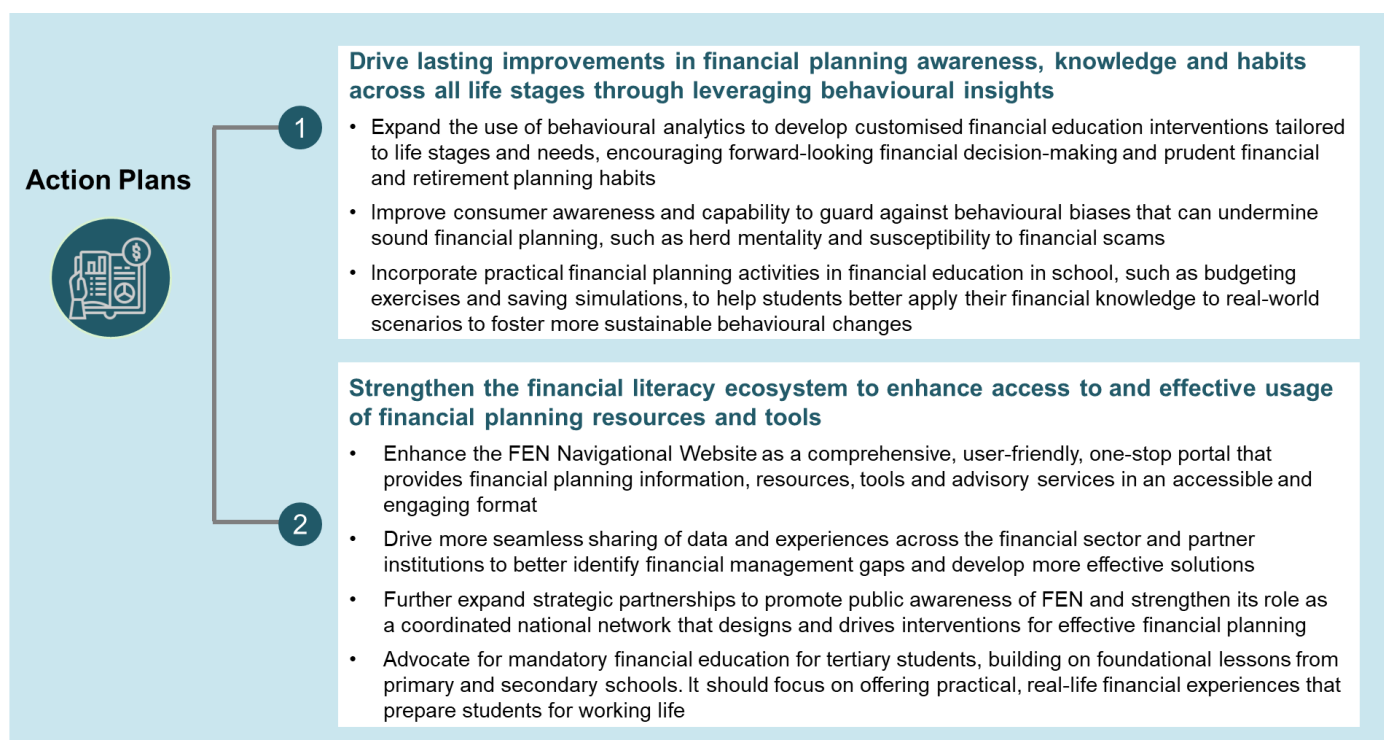 Action Plans
1
Drive lasting improvements in financial planning awareness, knowledge and habits
across all life stages through leveraging behavioural insights
• Expand the use of behavioural analytics to develop customised financial education interventions tailored
to life stages and needs, encouraging forward-looking financial decision-making and prudent financial
and retirement planning habits
• Improve consumer awareness and capability to guard against behavioural biases that can undermine
sound financial planning, such as herd mentality and susceptibility to financial scams
• Incorporate practical financial planning activities in financial education in school, such as budgeting
exercises and saving simulations, to help students better apply their financial knowledge to real-world
scenarios to foster more sustainable behavioural changes
2
Strengthen the financial literacy ecosystem to enhance access to and effective usage
of financial planning resources and tools
• Enhance the FEN Navigational Website as a comprehensive, user-friendly, one-stop portal that
provides financial planning information, resources, tools and advisory services in an accessible and
engaging format
• Drive more seamless sharing of data and experiences across the financial sector and partner
institutions to better identify financial management gaps and develop more effective solutions
• Further expand strategic partnerships to promote public awareness of FEN and strengthen its role as
a coordinated national network that designs and drives interventions for effective financial planning
• Advocate for mandatory financial education for tertiary students, building on foundational lessons from
primary and secondary schools. It should focus on offering practical, real-life financial experiences that
prepare students for working life
$